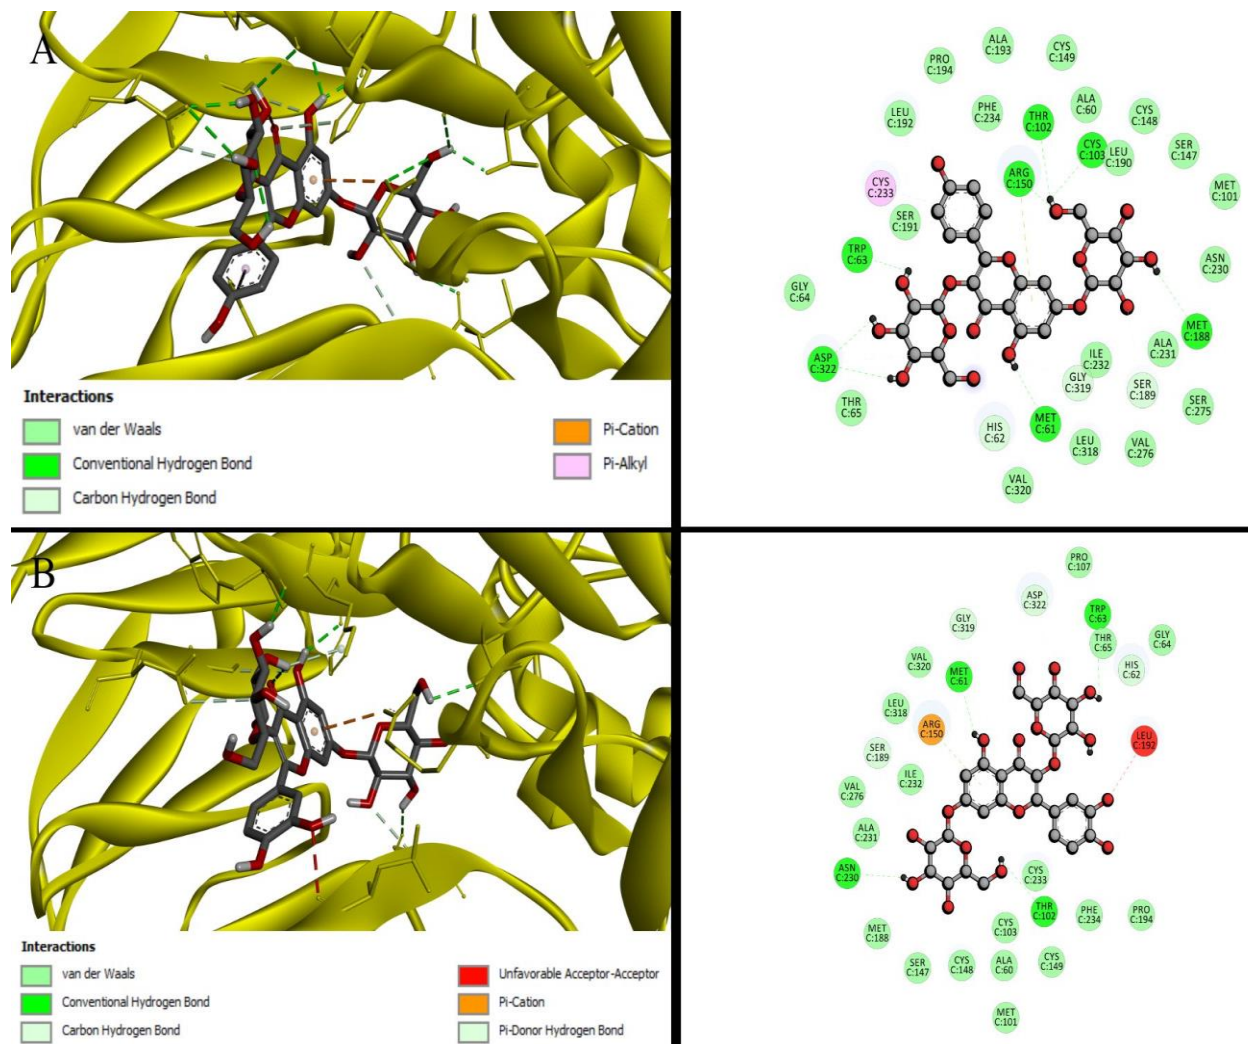 A
ALA
C:193
CYS
C:149
PRO
C:194
LEU
C:192
PHE
C:234
THR
C:102
ALA
C:60
CYS
C:148
CYS
C:103
LEU
C:190
SER
C:147
ARG
C:150
CYS
C:233
MET
C:101
SER
C:191
TRP
C:63
ASN
C:230
GLY
C:64
MET
C:188
ASP
C:322
ALA
C:231
ILE
C:232
GLY
C:319
SER
C:189
THR
C:65
SER
C:275
HIS
C:62
MET
C:61
LEU
C:318
VAL
C:276
VAL
C:320
Interactions
van der Waals
Conventional Hydrogen Bond
Carbon Hydrogen Bond
Pi-Cation
Pi-Alkyl
B
PRO
C:107
ASP
C:322
TRP
C:63
GLY
C:319
THR
C:65
GLY
C:64
VAL
C:320
MET
C:61
HIS
C:62
LEU
C:318
ARG
C:150
LEU
C:192
SER
C:189
ILE
C:232
VAL
C:276
ALA
C:231
ASN
C:230
CYS
C:233
THR
C:102
CYS
C:103
PHE
C:234
PRO
C:194
MET
C:188
SER
C:147
CYS
C:148
ALA
C:60
CYS
C:149
MET
C:101
Interactions
van der Waals
Conventional Hydrogen Bond
Carbon Hydrogen Bond
Unfavorable Acceptor-Acceptor
Pi-Cation
Pi-Donor Hydrogen Bond